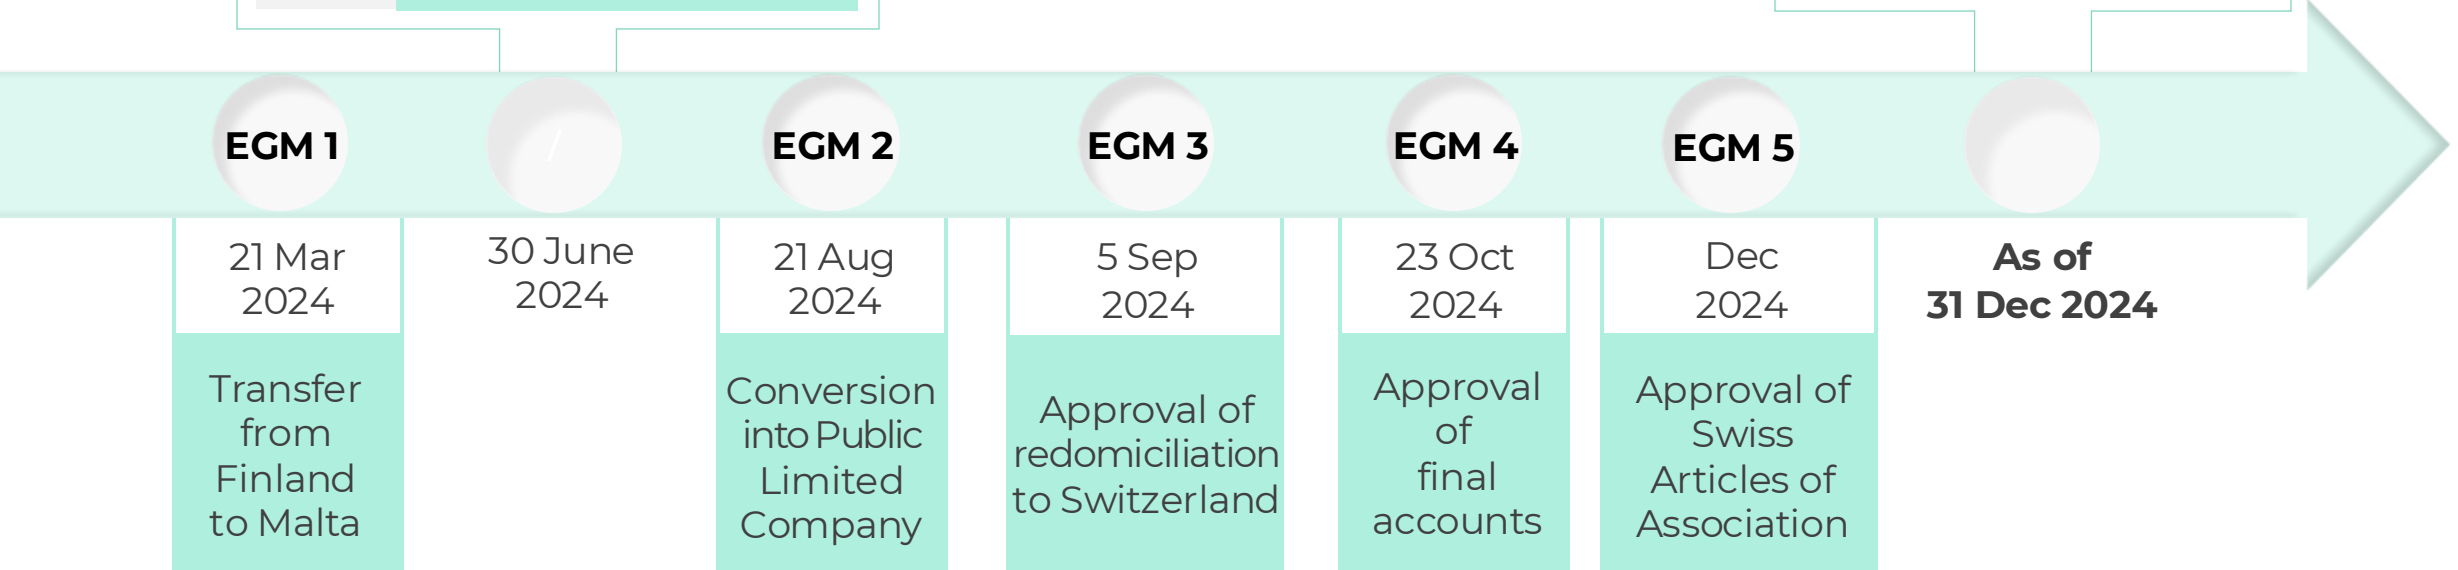 EGM 1
/
EGM 2
EGM 3
EGM 4
EGM 5
21 Mar
2024
30 June
2024
21 Aug
2024
5 Sep
2024
23 Oct
2024
Dec
2024
As of
31 Dec 2024
Transfer
from
Finland
to Malta
Conversion
into Public
Limited
Company
Approval of
redomiciliation
to Switzerland
Approval
of
final
accounts
Approval of
Swiss
Articles of
Association